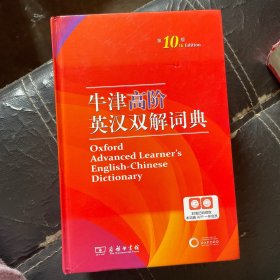 第10版
th Edition
牛津高阶
英汉双解词典
Oxford
Advanced Learner's
English-Chinese
Dictionary
商务印书馆